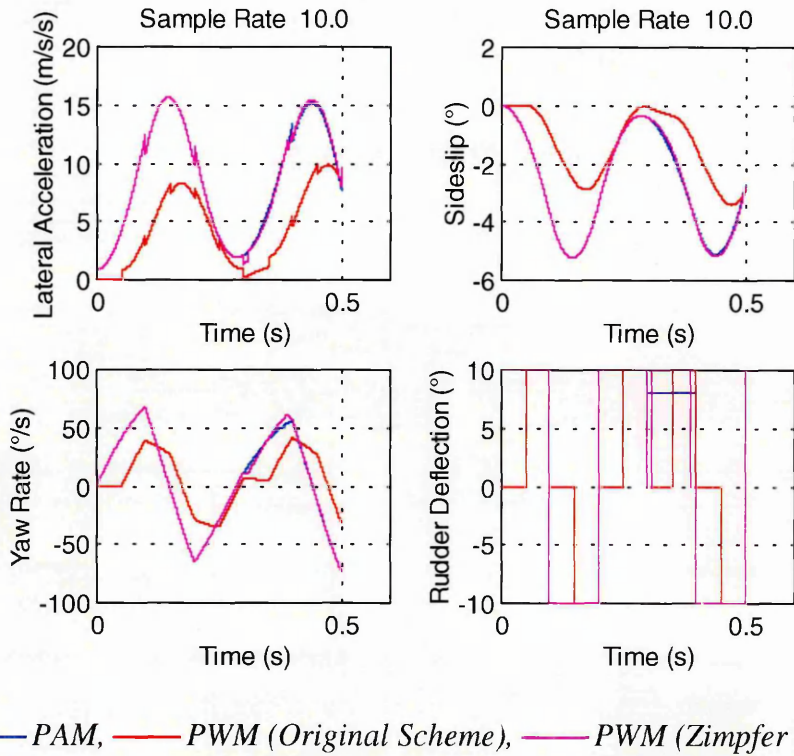 Sample Rate 10.0
Sample Rate 10.0
Lateral Acceleration (m/s/s)
20
15
10
5
0
0
0.5
Time (s)
Sideslip (°)
2
0
-2
-4
-6
0
0.5
Time (s)
Yaw Rate (°/s)
100
50
0
-50
-100
0
0.5
Time (s)
Rudder Deflection (°)
10
5
0
-5
-10
0
0.5
Time (s)
PAM, PWM (Original Scheme), PWM (Zimpfer